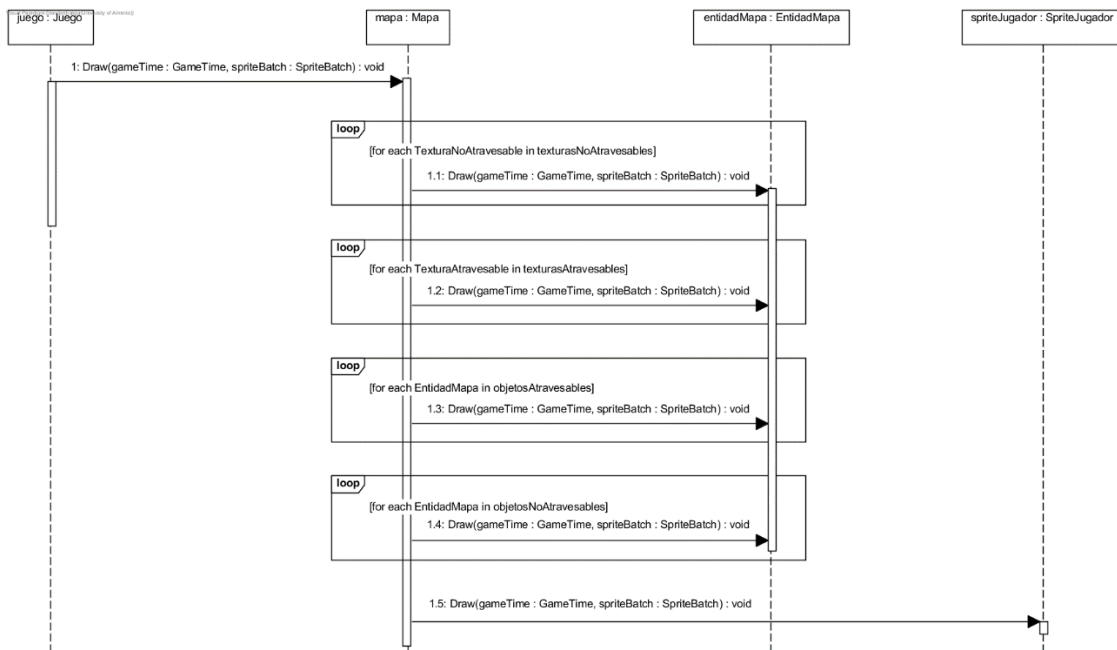 juego : Juego
mapa : Mapa
entidadMapa : EntidadMapa
spriteJugador : SpriteJugador
1: Draw(gameTime : GameTime, spriteBatch : SpriteBatch) : void
loop
[for each TexturaNoAtravesable in texturasNoAtravesables]
1.1: Draw(gameTime : GameTime, spriteBatch : SpriteBatch) : void
loop
[for each TexturaAtravesable in texturasAtravesables]
1.2: Draw(gameTime : GameTime, spriteBatch : SpriteBatch) : void
loop
[for each EntidadMapa in objetosAtravesables]
1.3: Draw(gameTime : GameTime, spriteBatch : SpriteBatch) : void
loop
[for each EntidadMapa in objetosNoAtravesables]
1.4: Draw(gameTime : GameTime, spriteBatch : SpriteBatch) : void
1.5: Draw(gameTime : GameTime, spriteBatch : SpriteBatch) : void